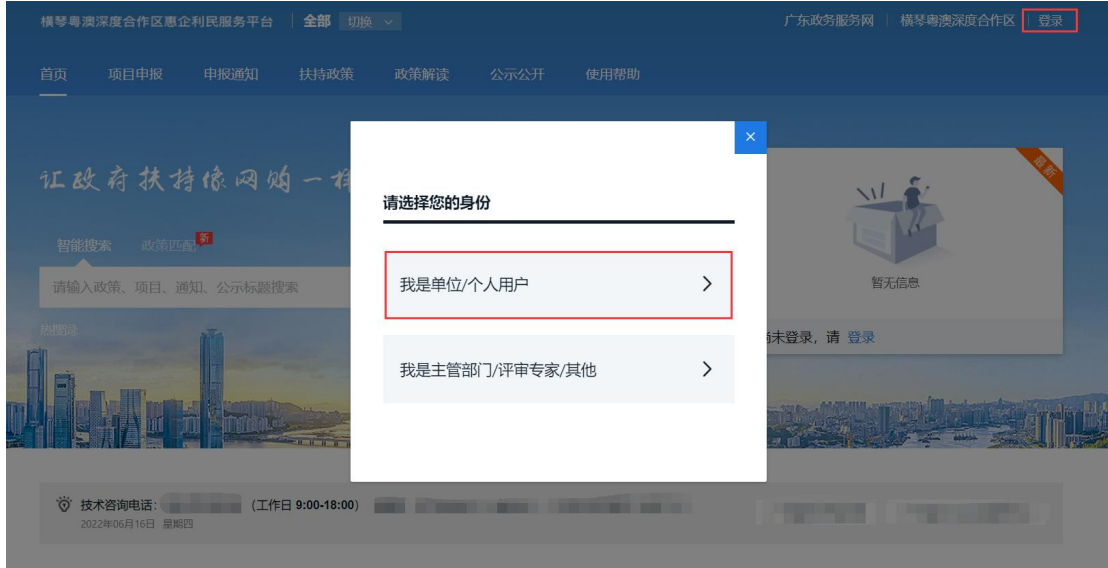 横琴粤澳深度合作区惠企利民服务平台 全部 切换 广东政务服务网 横琴粤澳深度合作区 登录
首页 项目申报 申报通知 扶持政策 政策解读 公示公开 使用帮助
让政府扶持像网购一样
最新
请选择您的身份
智能搜索 政策匹配 新
请输入政策、项目、通知、公示标题搜索
我是单位/个人用户
暂无信息
热搜词
未登录，请 登录
我是主管部门/评审专家/其他
技术咨询电话： (工作日 9:00-18:00)
2022年06月16日 星期四